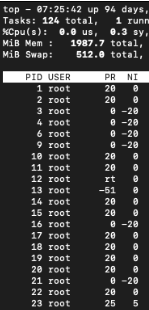 top - 07:25:42 up 94 days,
Tasks: 124 total, 1 runn
%Cpu(s): 0.0 us, 0.3 sy,
MiB Mem : 1987.7 total,
MiB Swap: 512.0 total,
PID USER PR NI
1 root 20 0
2 root 20 0
3 root 0 -20
4 root 0 -20
6 root 0 -20
9 root 0 -20
10 root 20 0
11 root 20 0
12 root rt 0
13 root -51 0
14 root 20 0
15 root 20 0
16 root 0 -20
17 root 20 0
18 root 20 0
19 root 20 0
20 root 20 0
21 root 0 -20
22 root 20 0
23 root 25 5